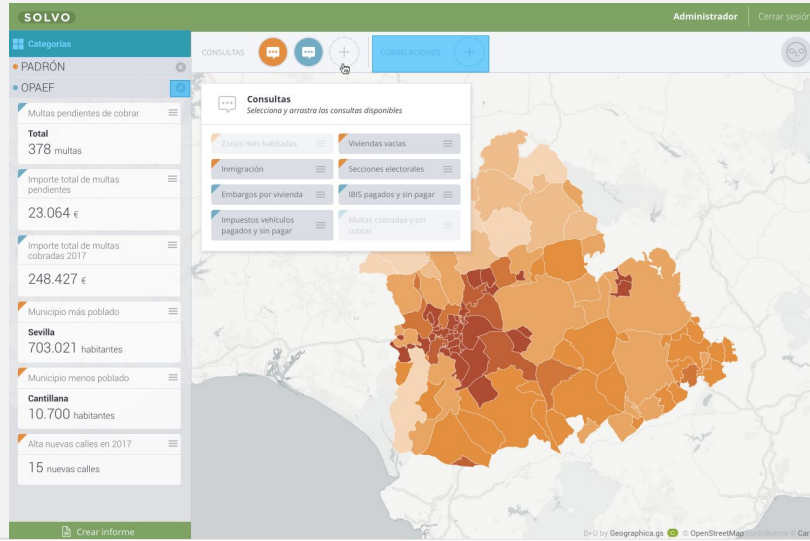 SOLVO
Administrador
Cerrar sesión
Categorías
CONSULTAS
CORRELACIONES
PADRÓN
OPAEF
Multas pendientes de cobrar
Total
378 multas
Importe total de multas
pendientes
23.064 €
Importe total de multas
cobradas 2017
248.427 €
Municipio más poblado
Sevilla
703.021 habitantes
Municipio menos poblado
Cantillana
10.700 habitantes
Alta nuevas calles en 2017
15 nuevas calles
Crear informe
Consultas
Selecciona y arrastra las consultas disponibles
Zonas más habitadas
Viviendas vacias
Inmigración
Secciones electorales
Embargos por vivienda
IBIS pagados y sin pagar
Impuestos vehículos
pagados y sin pagar
Multas cobradas y sin
cobrar
D+D by Geographica.gs © OpenStreetMap contributors ©